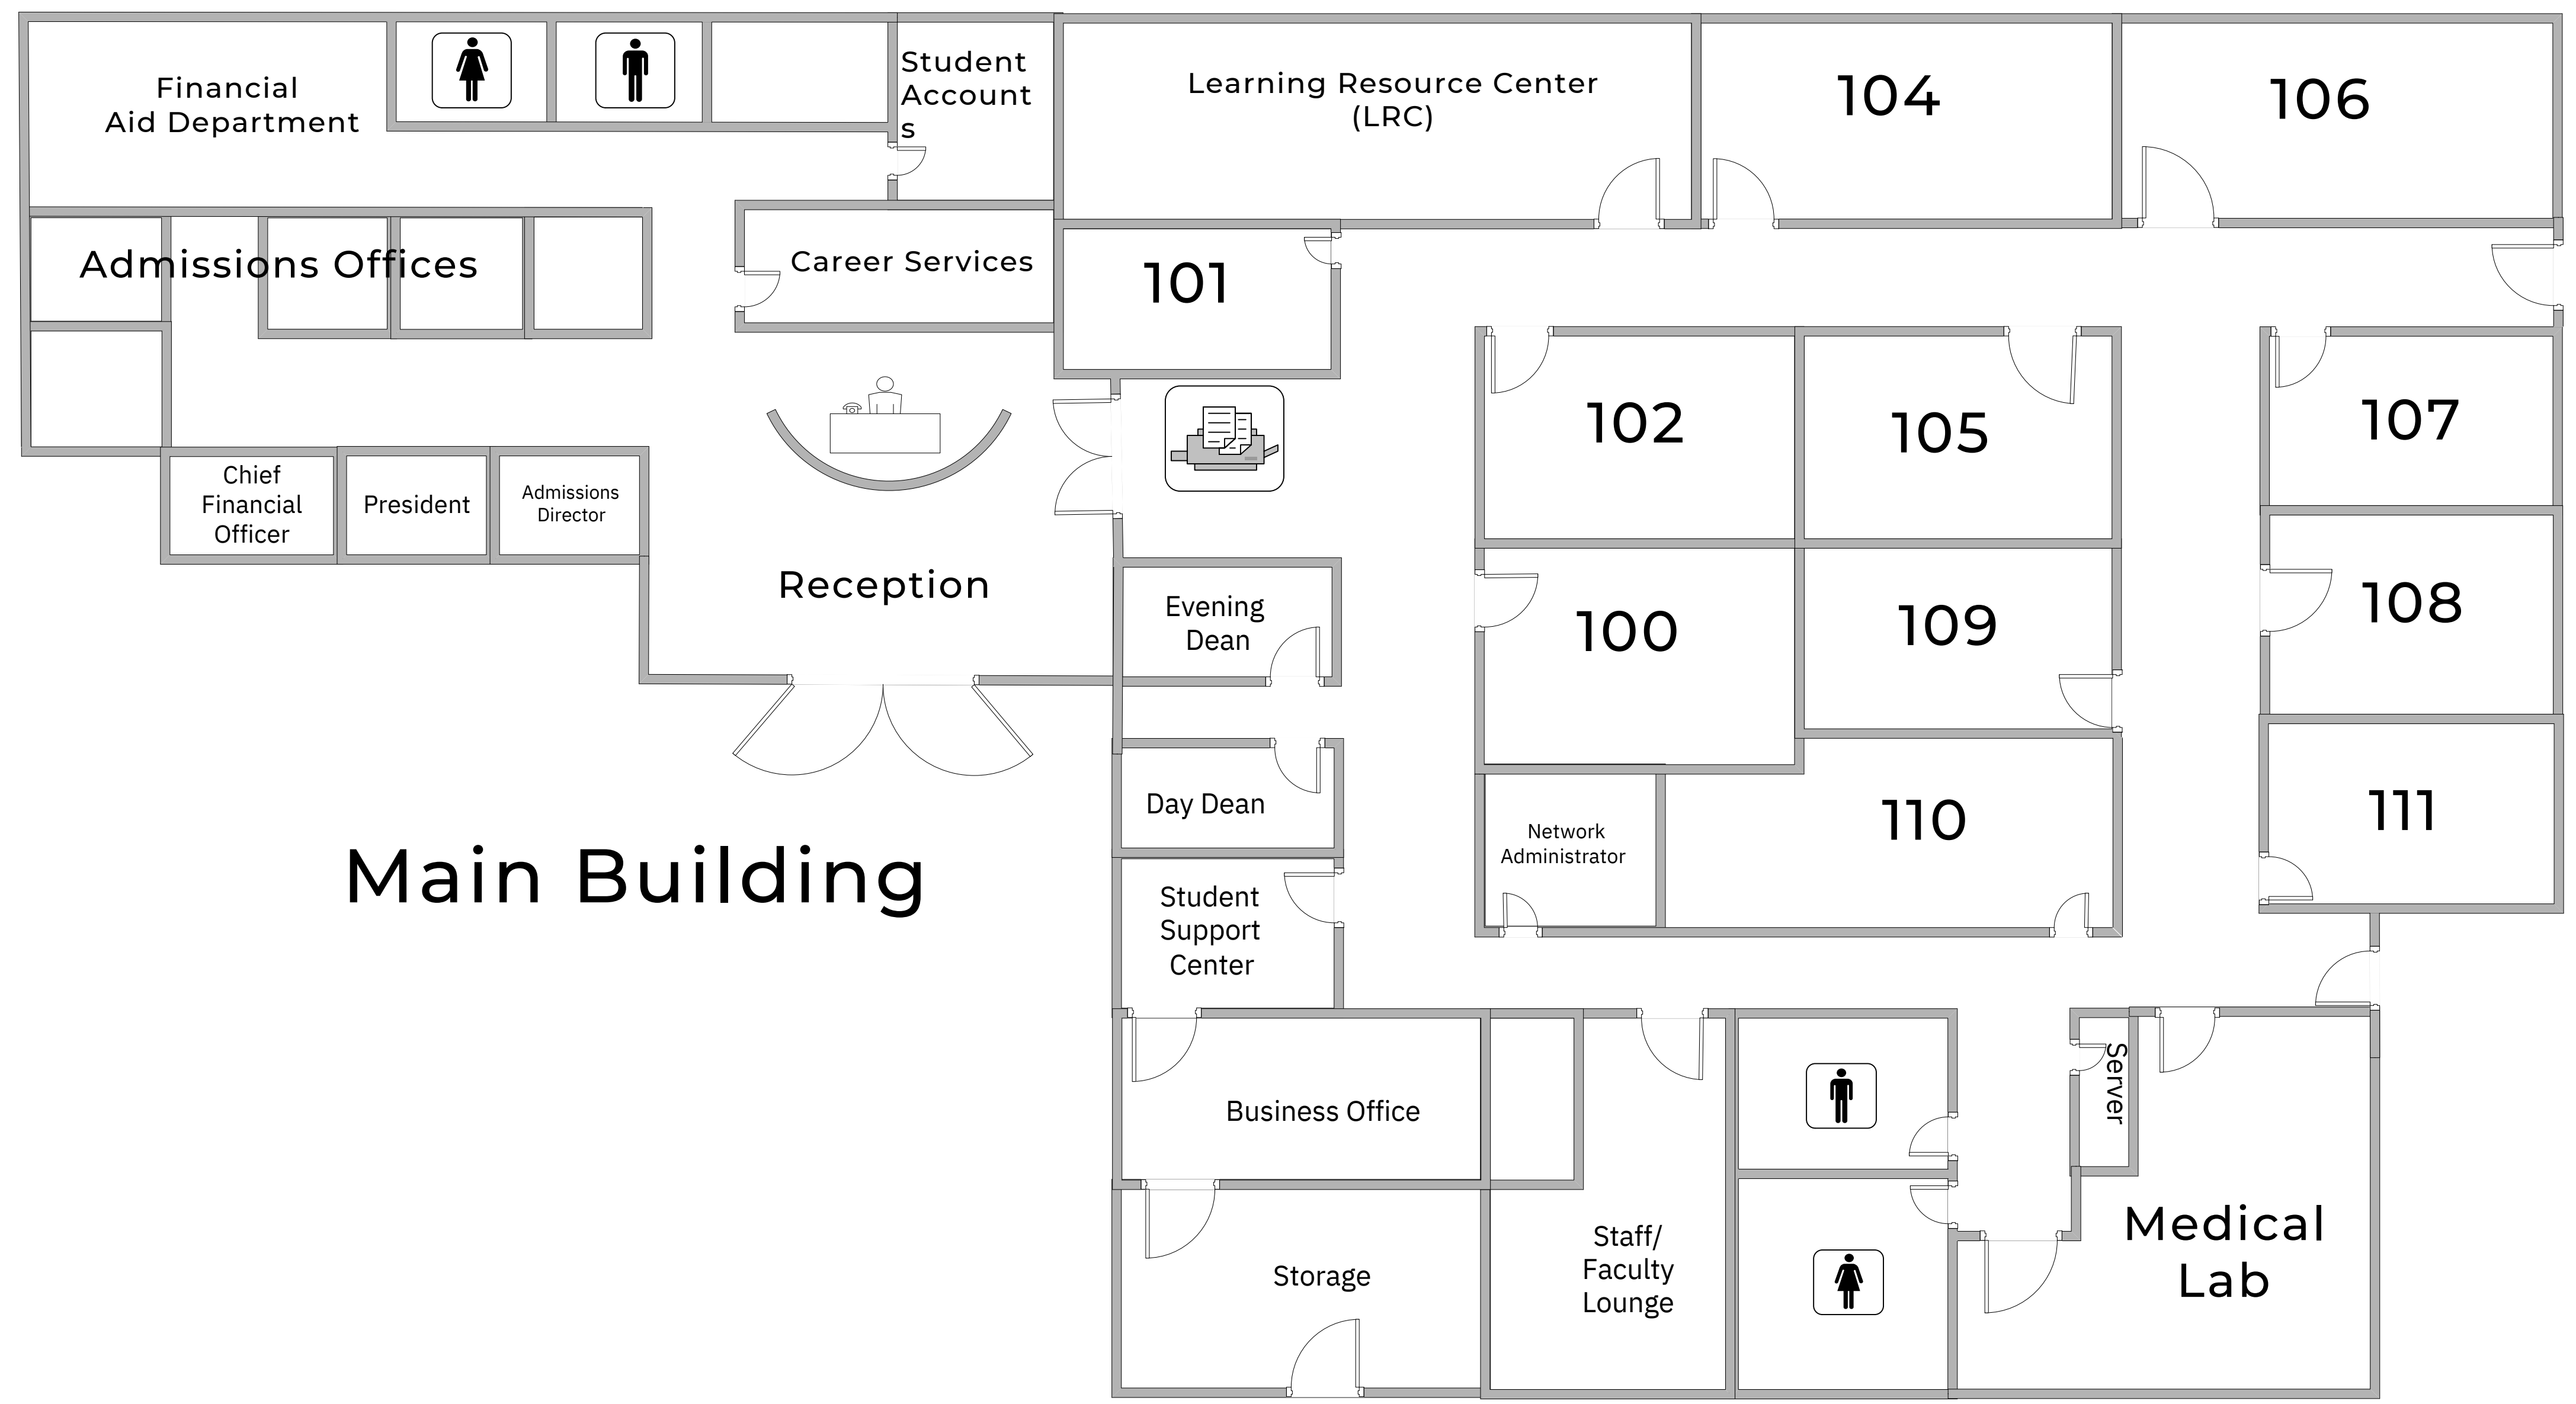 Financial
Aid Department
Student
Account
s
Learning Resource Center
(LRC)
104
106
Admissions Offices
Career Services
101
102
105
107
Chief
Financial
Officer
President
Admissions
Director
Reception
Evening
Dean
100
109
108
Day Dean
Network
Administrator
110
111
Main Building
Student
Support
Center
Business Office
Server
Storage
Staff/
Faculty
Lounge
Medical
Lab